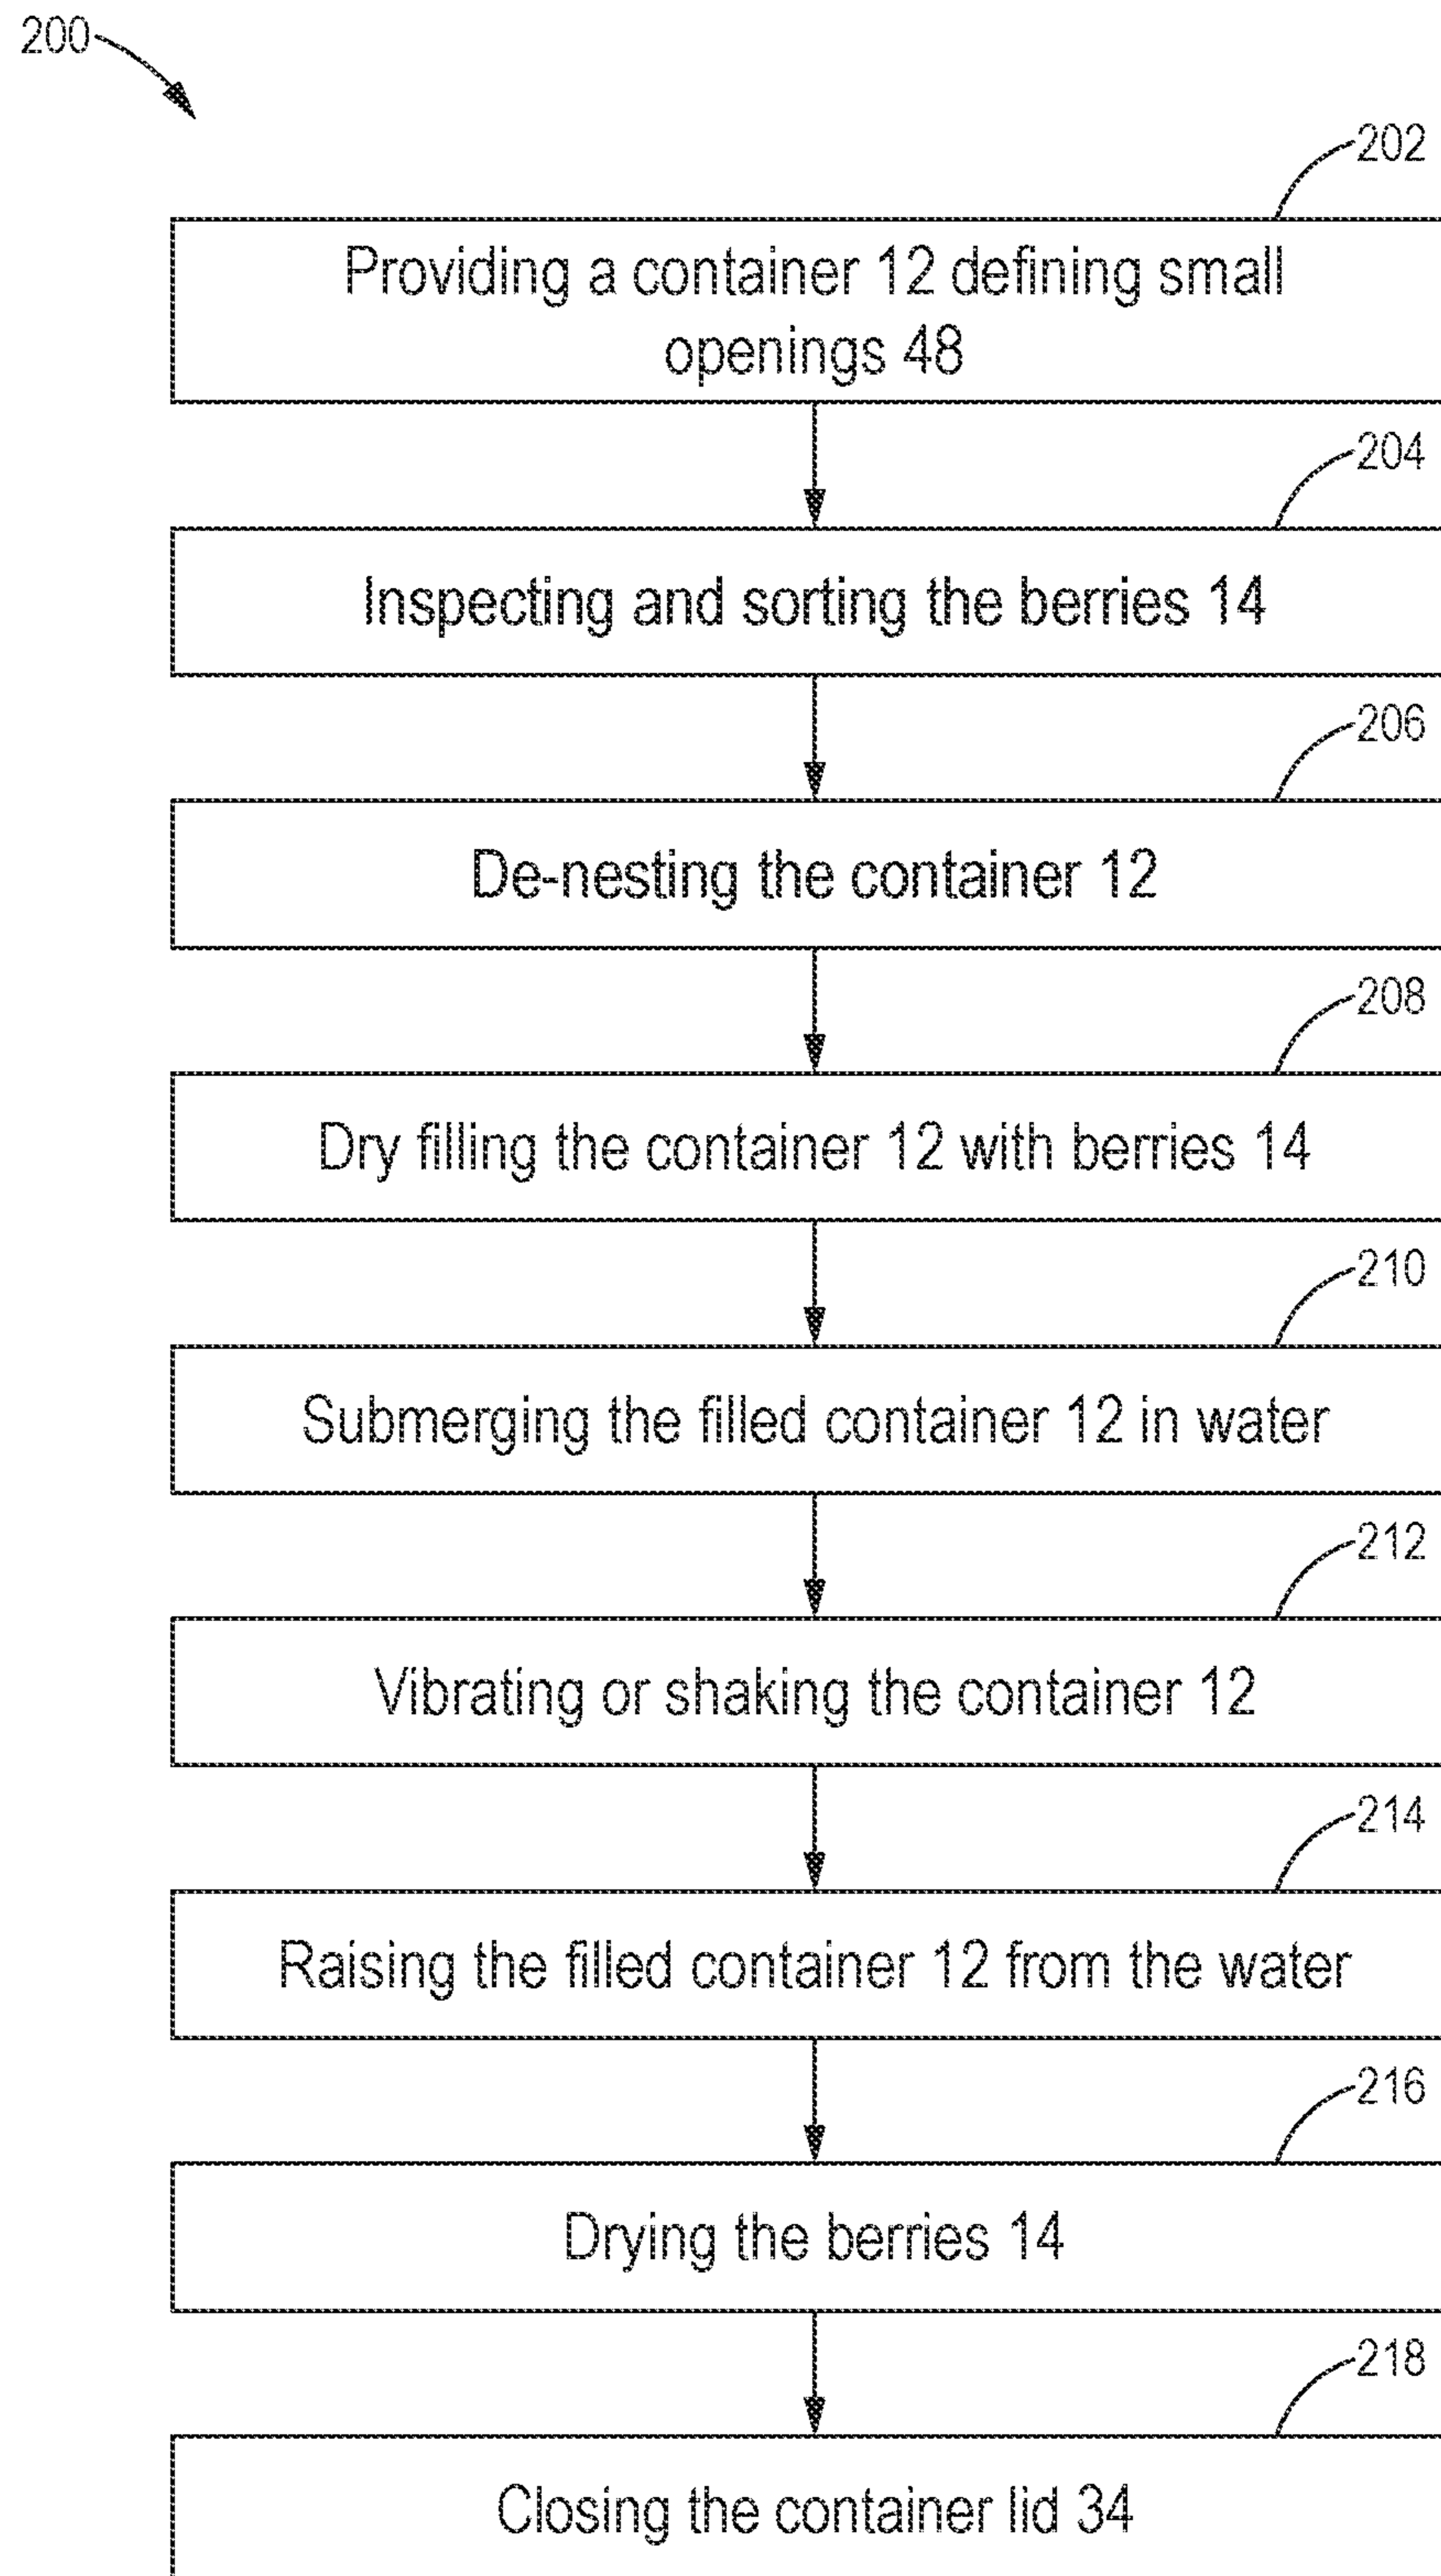 200
202
Providing a container 12 defining small
openings 48
204
Inspecting and sorting the berries 14
206
De-nesting the container 12
208
Dry filling the container 12 with berries 14
210
Submerging the filled container 12 in water
212
Vibrating or shaking the container 12
214
Raising the filled container 12 from the water
216
Drying the berries 14
218
Closing the container lid 34